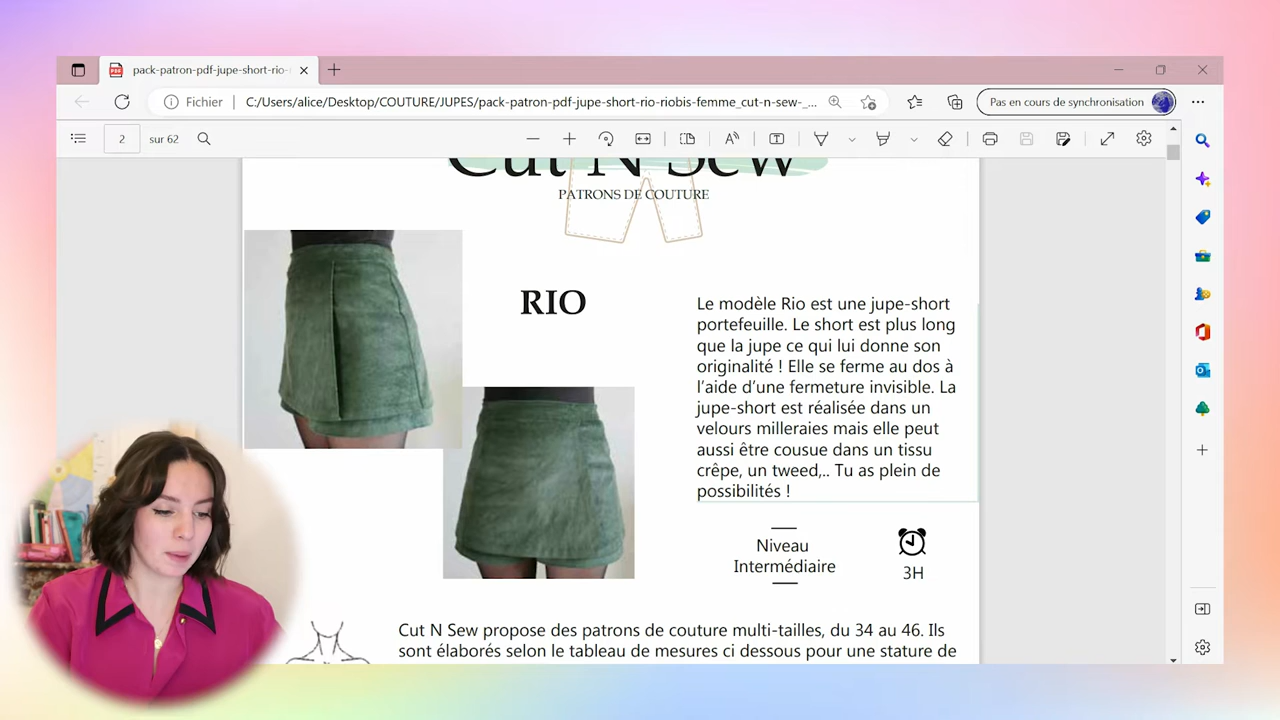 pack-patron-pdf-jupe-short-rio-
Fichier
C:/Users/alice/Desktop/COUTURE/JUPES/pack-patron-pdf-jupe-short-rio-riobis-femme_cut-n-sew-_...
Pas en cours de synchronisation
2 sur 62
Cut N Sew
PATRONS DE COUTURE
RIO
Le modèle Rio est une jupe-short
portefeuille. Le short est plus long
que la jupe ce qui lui donne son
originalité ! Elle se ferme au dos à
l’aide d’une fermeture invisible. La
jupe-short est réalisée dans un
velours milleraies mais elle peut
aussi être cousue dans un tissu
crêpe, un tweed,.. Tu as plein de
possibilités !
Niveau
Intermédiaire
3H
Cut N Sew propose des patrons de couture multi-tailles, du 34 au 46. Ils
sont élaborés selon le tableau de mesures ci dessous pour une stature de